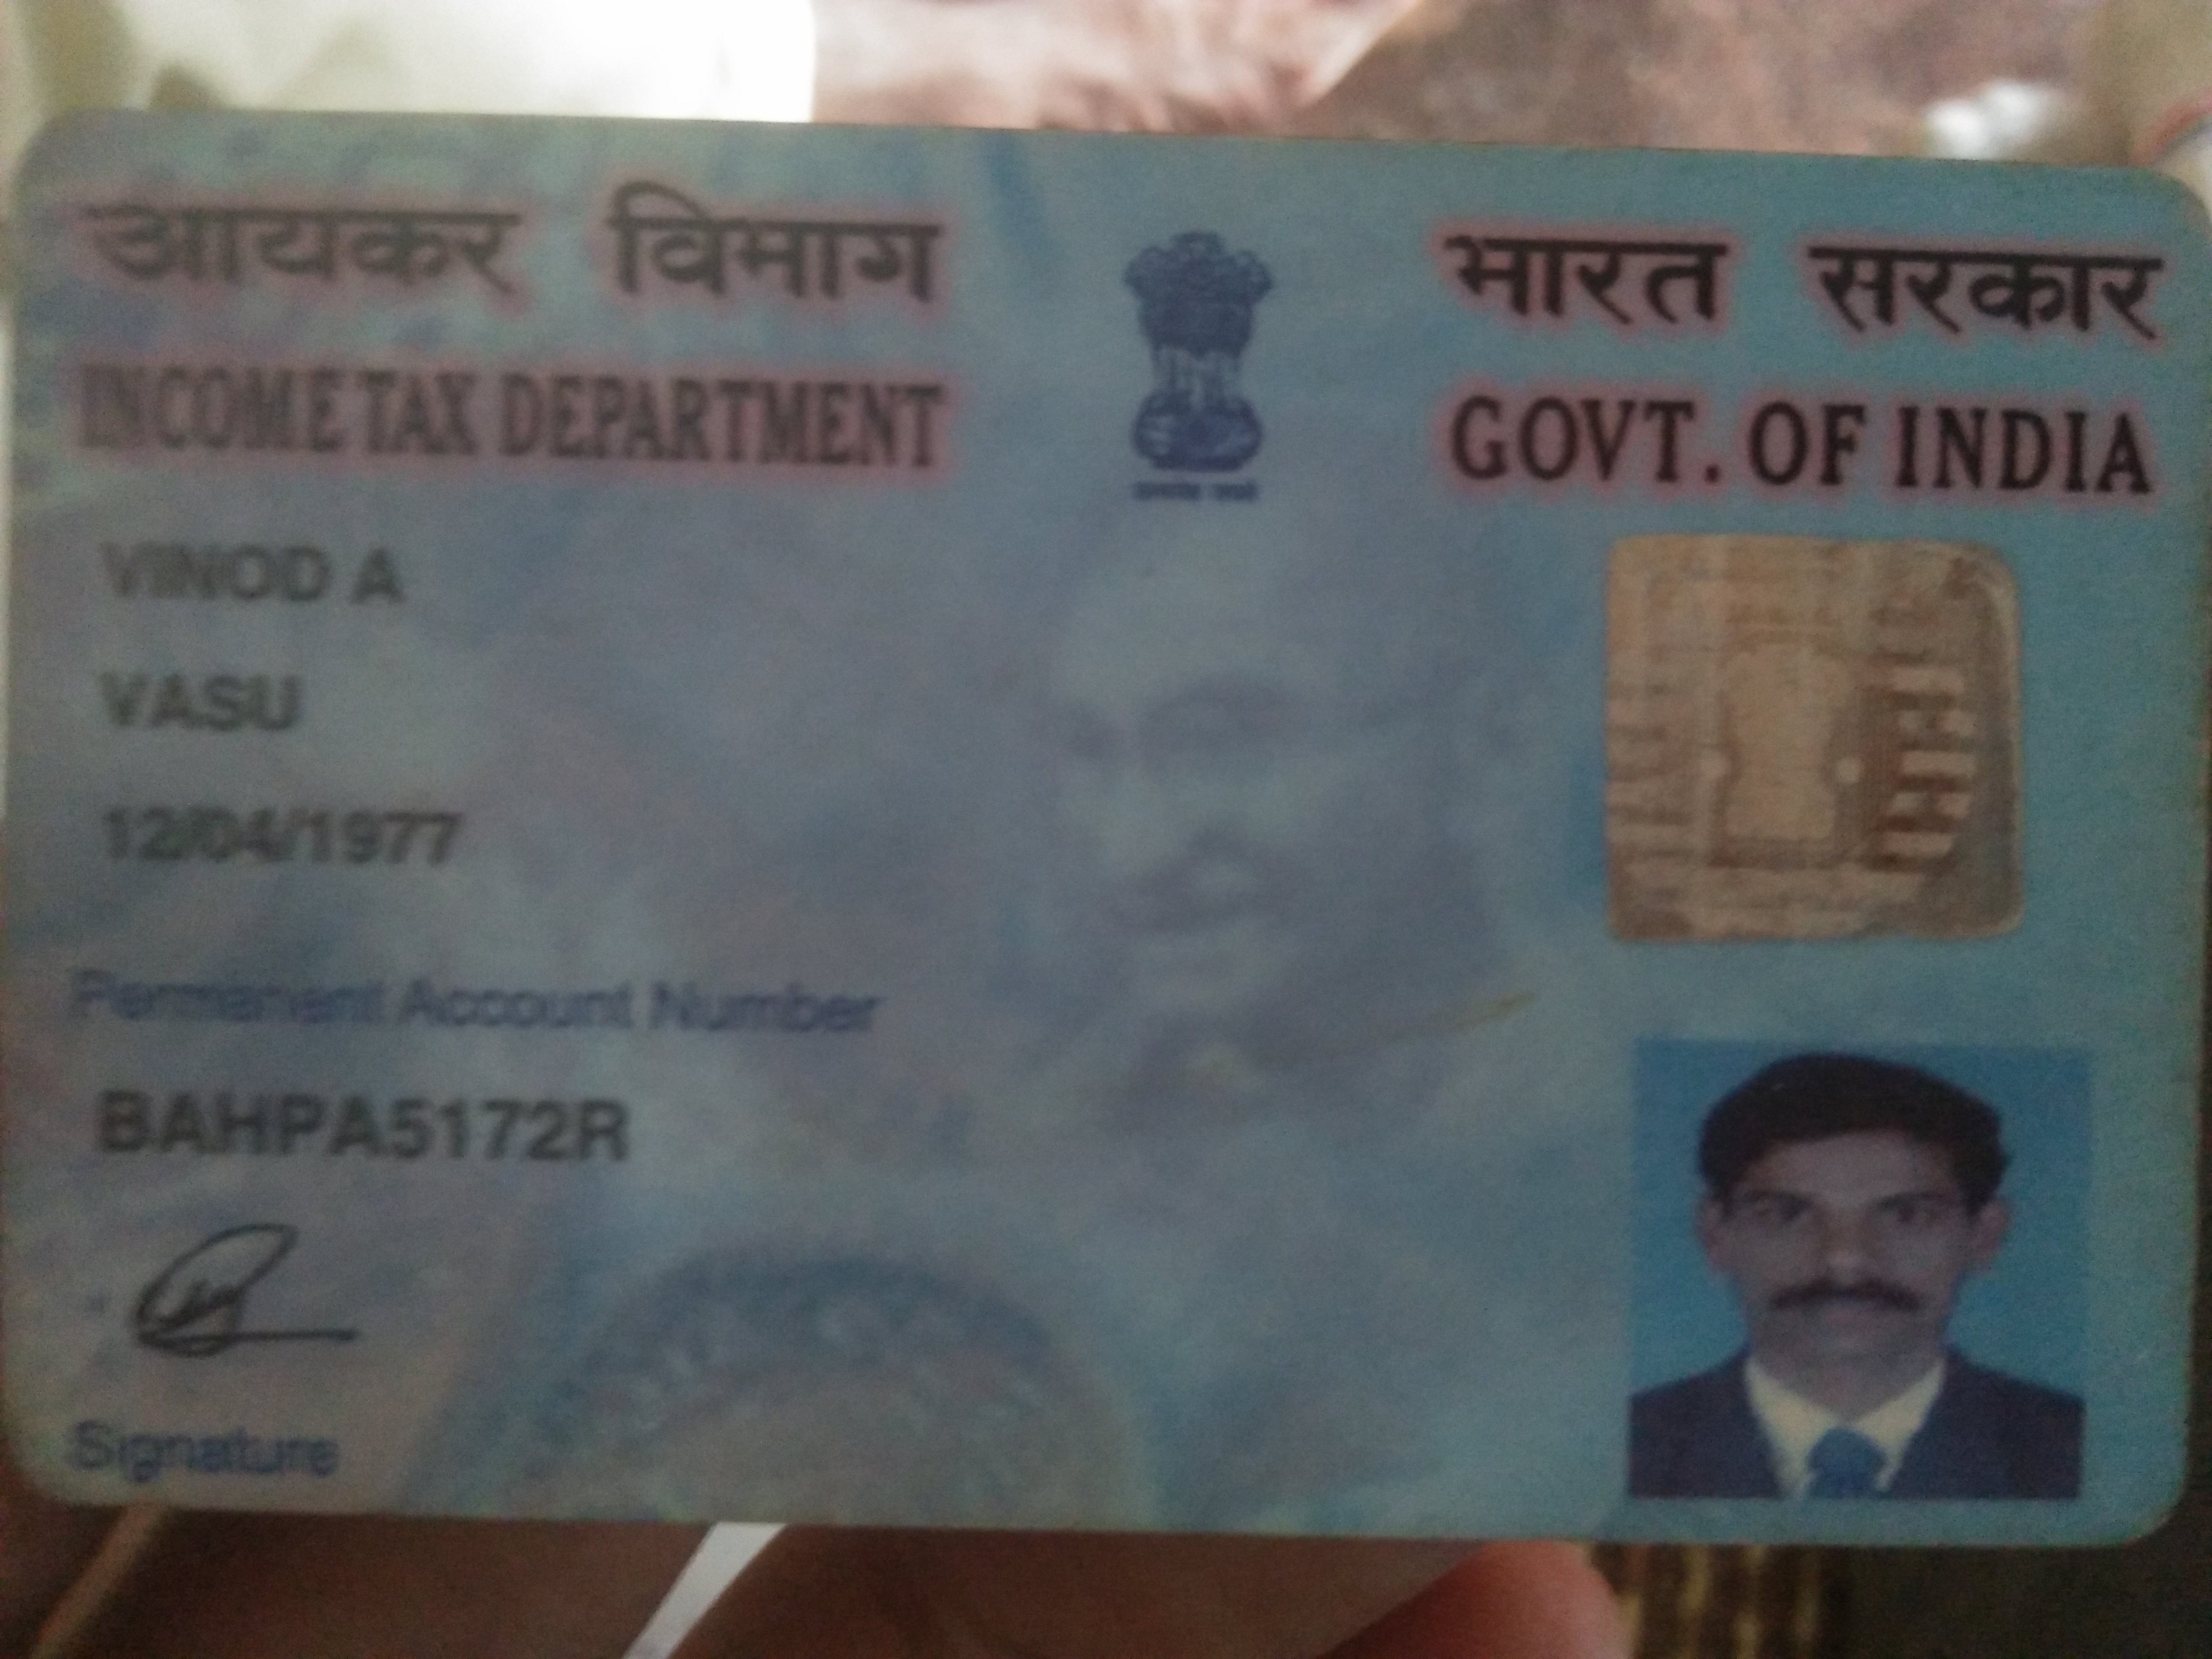 आयकर विभाग
INCOME TAX DEPARTMENT
भारत सरकार
GOVT. OF INDIA
VINOD A
VASU
12/04/1977
Permanent Account Number
BAHPA5172R
Signature